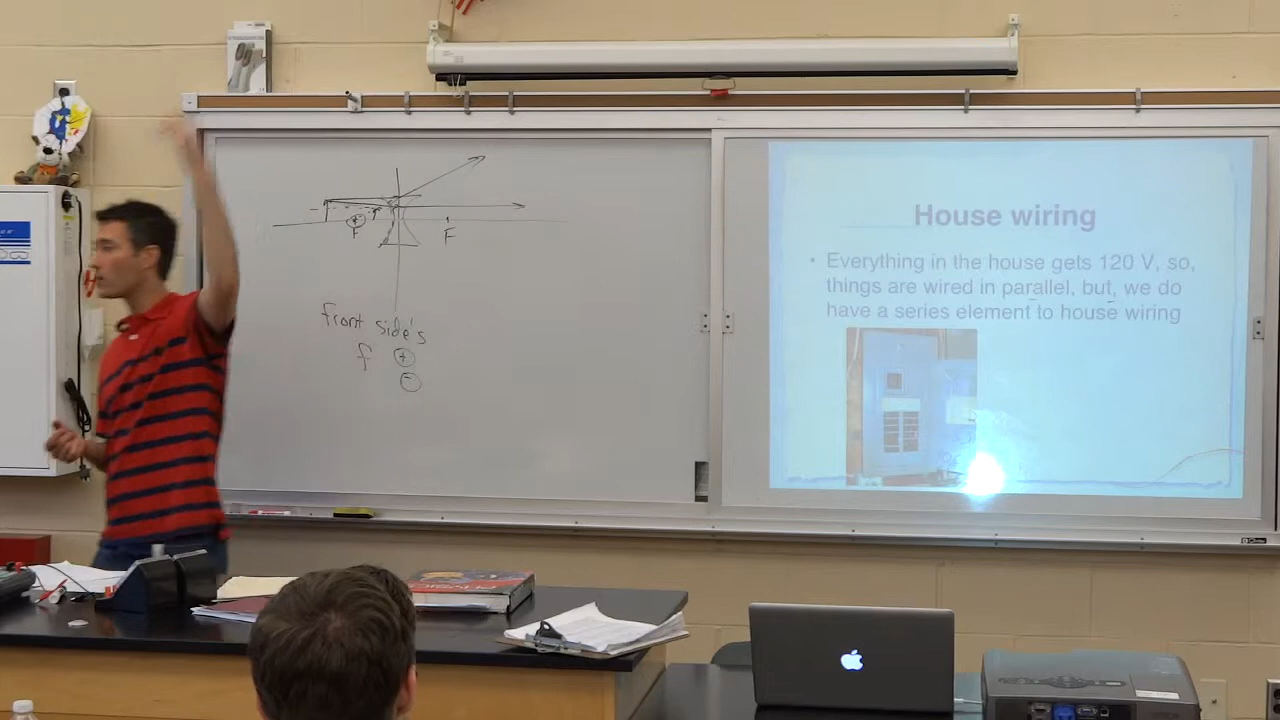 F
F
front side's
f +
-
House wiring
• Everything in the house gets 120 V, so,
things are wired in parallel, but, we do
have a series element to house wiring